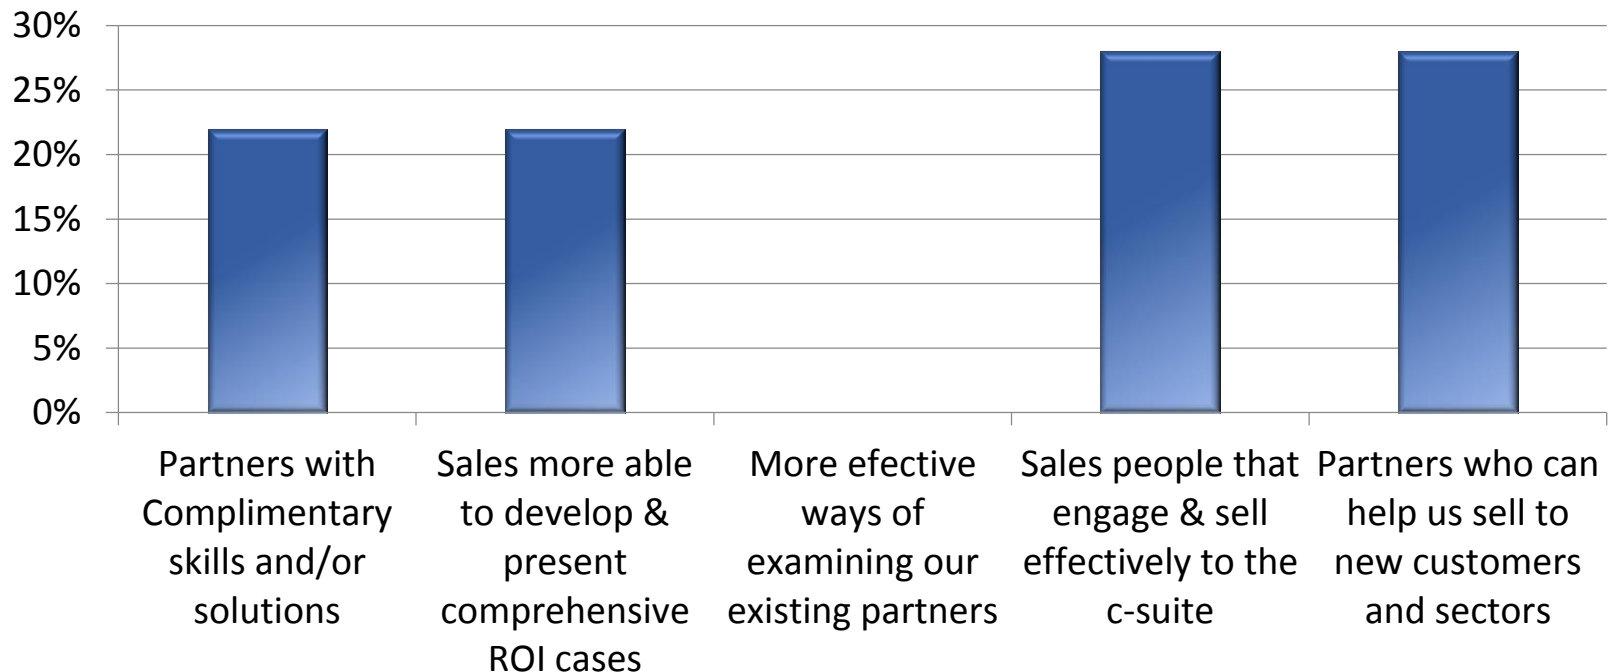 30%
25%
20%
15%
10%
5%
0%
Partners with
Complimentary
skills and/or
solutions
Sales more able
to develop &
present
comprehensive
ROI cases
More efective
ways of
examining our
existing partners
Sales people that
engage & sell
effectively to the
c-suite
Partners who can
help us sell to
new customers
and sectors